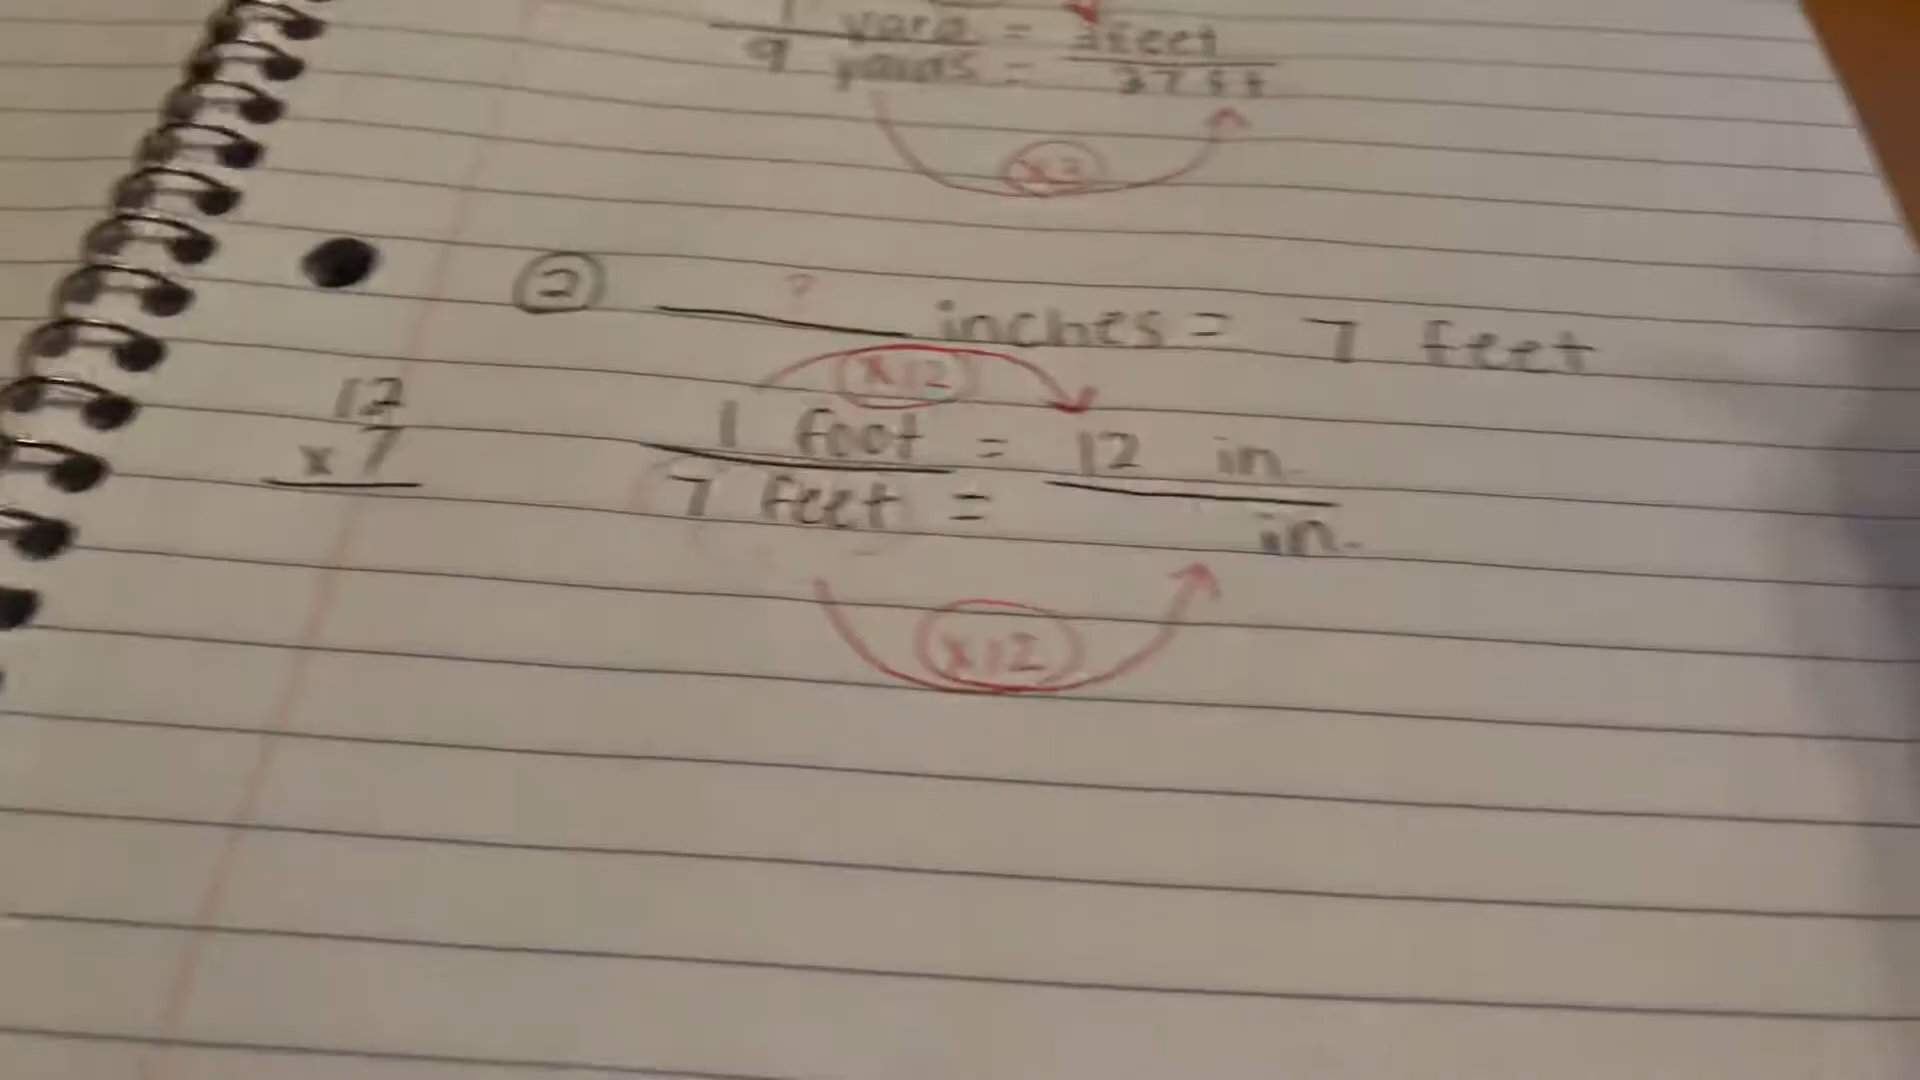 1 yard = 3 feet
9 yards = 27 ft
x3
2 ? inches = 7 feet
x12
1 foot = 12 in.
7 feet = in.
12
x 7
x12